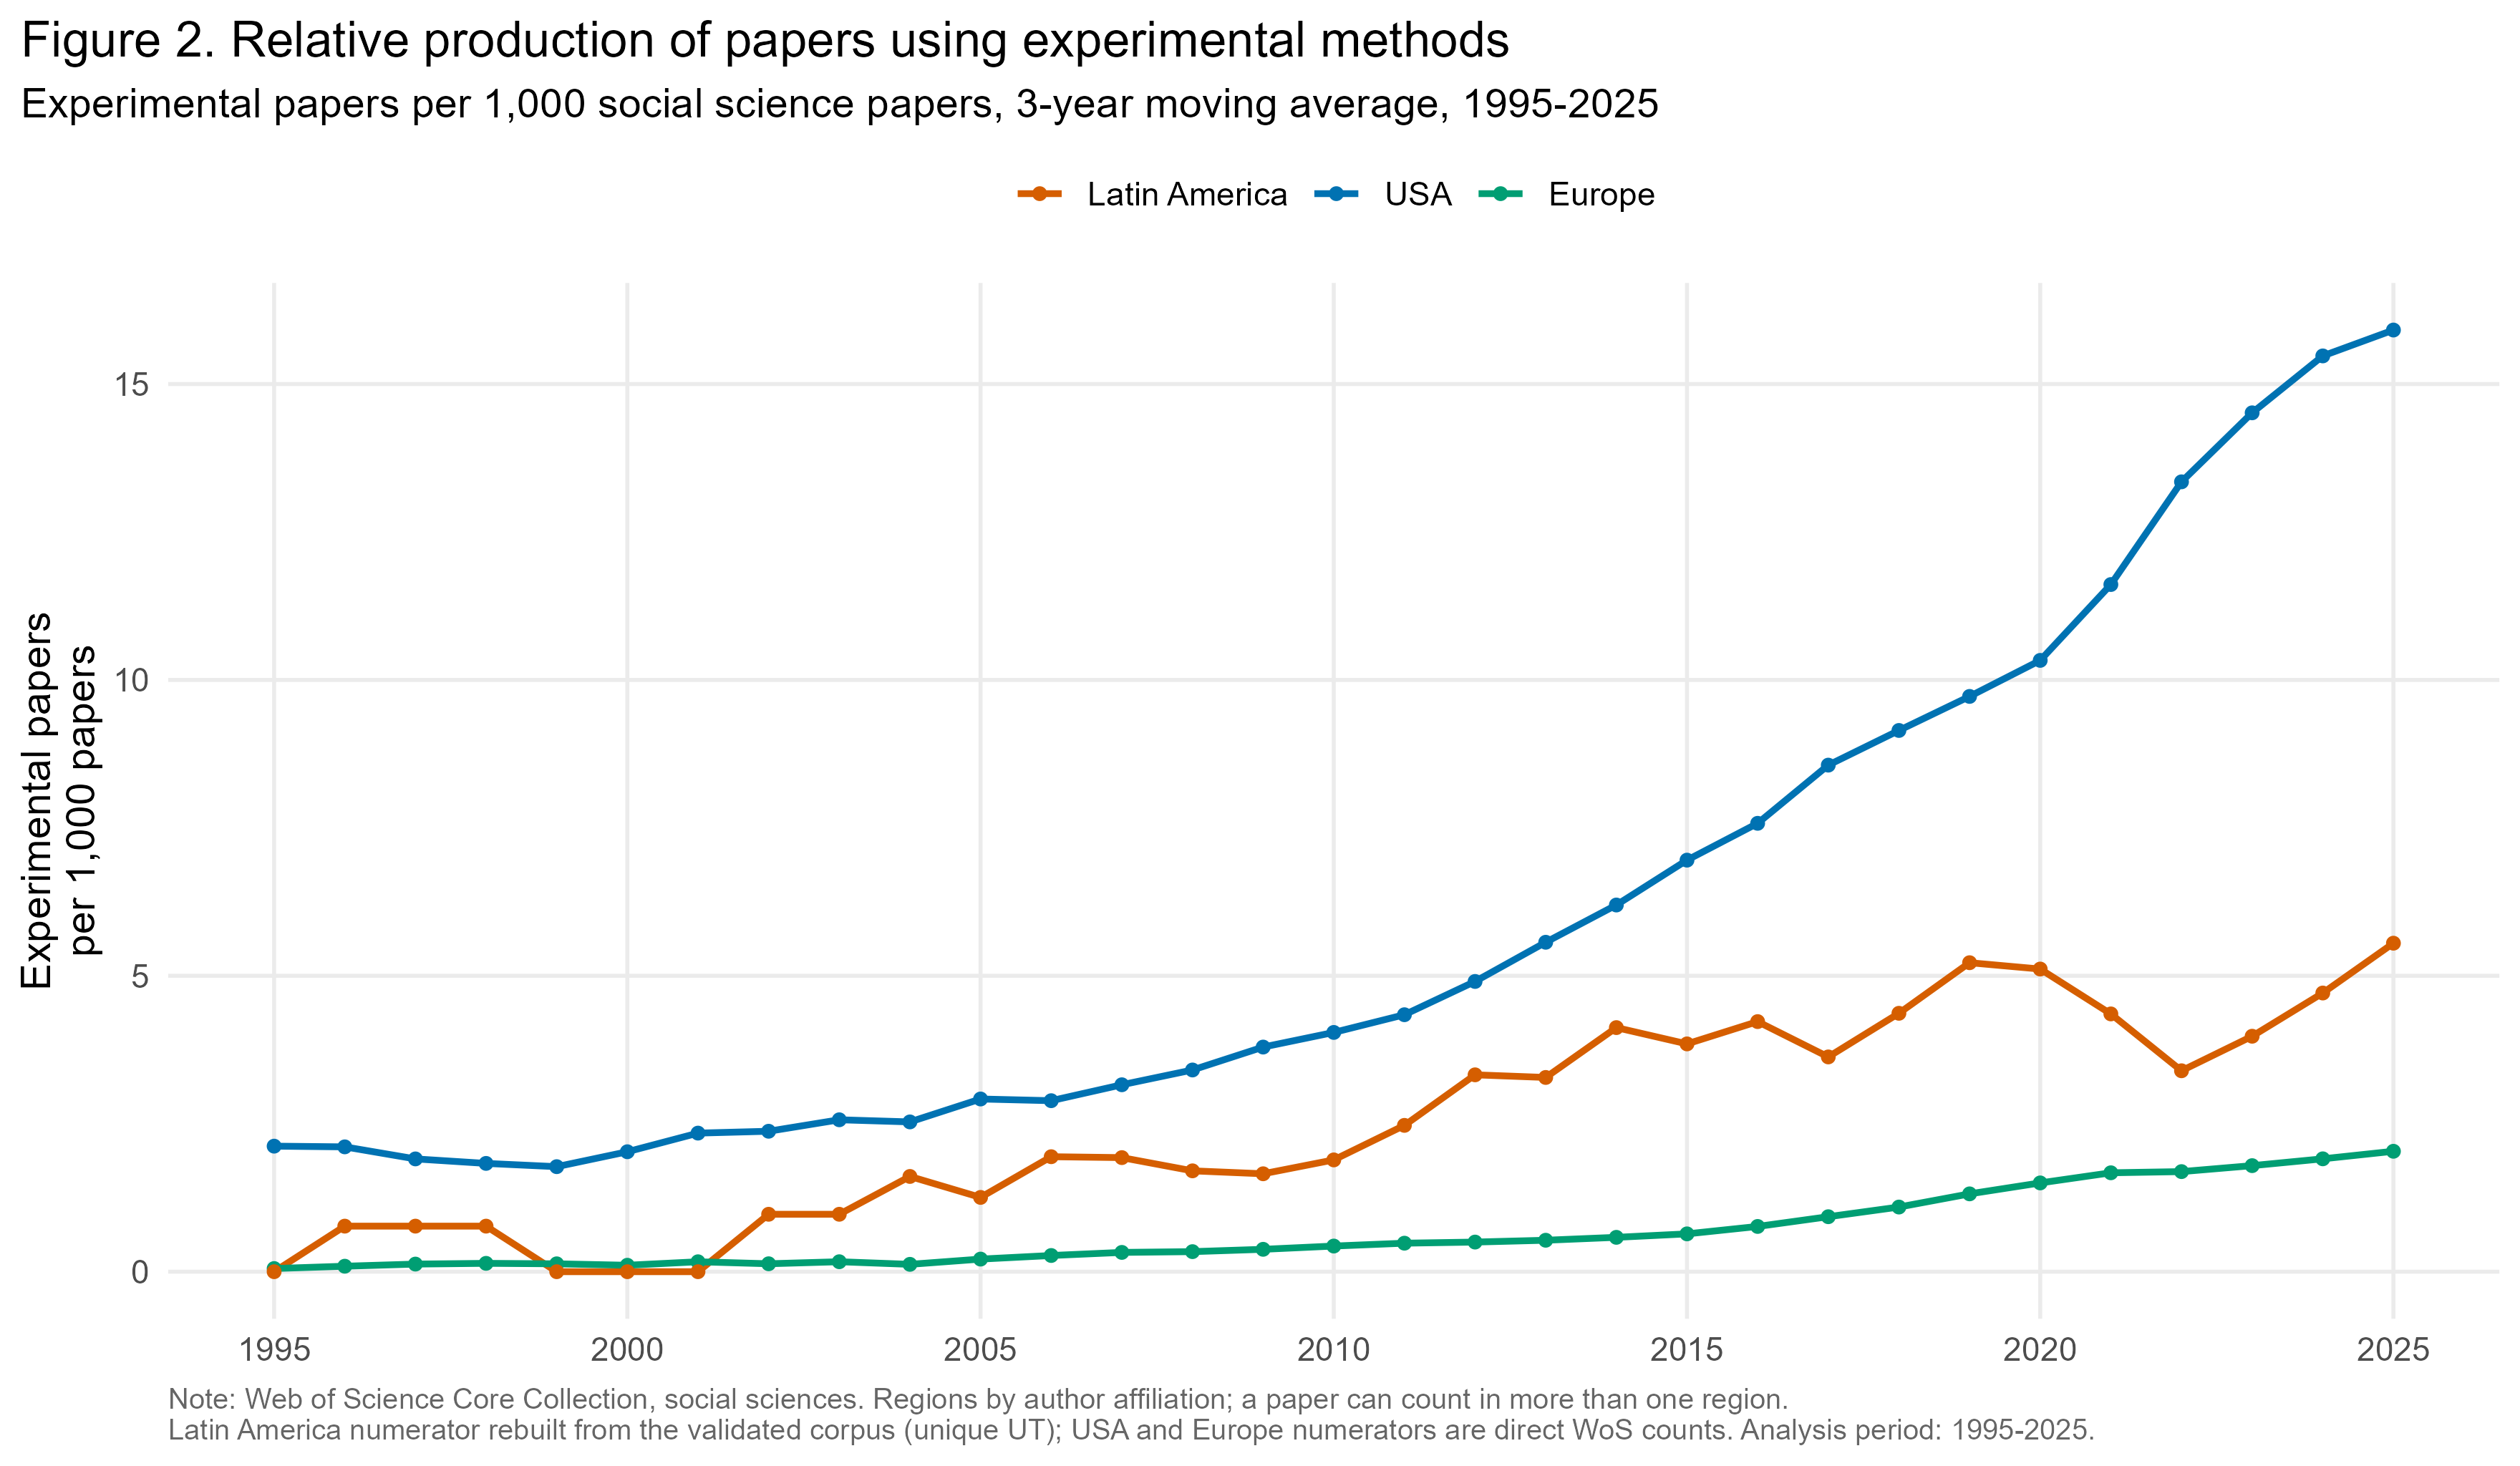 Figure 2. Relative production of papers using experimental methods
Experimental papers per 1,000 social science papers, 3-year moving average, 1995-2025
Latin America USA Europe
Experimental papers
per 1,000 papers
15
10
5
0
1995 2000 2005 2010 2015 2020 2025
Note: Web of Science Core Collection, social sciences. Regions by author affiliation; a paper can count in more than one region.
Latin America numerator rebuilt from the validated corpus (unique UT); USA and Europe numerators are direct WoS counts. Analysis period: 1995-2025.